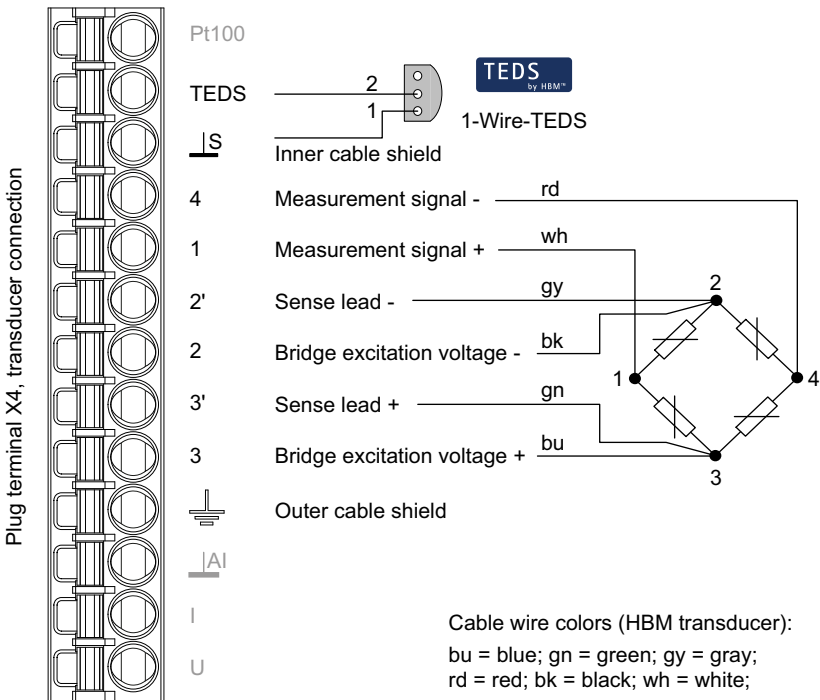 Plug terminal X4, transducer connection
Pt100
TEDS
2
1
TEDS
by HBM™
1-Wire-TEDS
S
Inner cable shield
4
Measurement signal -
rd
1
Measurement signal +
wh
2'
Sense lead -
gy
2
2
Bridge excitation voltage -
bk
1
4
3'
Sense lead +
gn
3
Bridge excitation voltage +
bu
3
Outer cable shield
AI
I
U
Cable wire colors (HBM transducer):
bu = blue; gn = green; gy = gray;
rd = red; bk = black; wh = white;